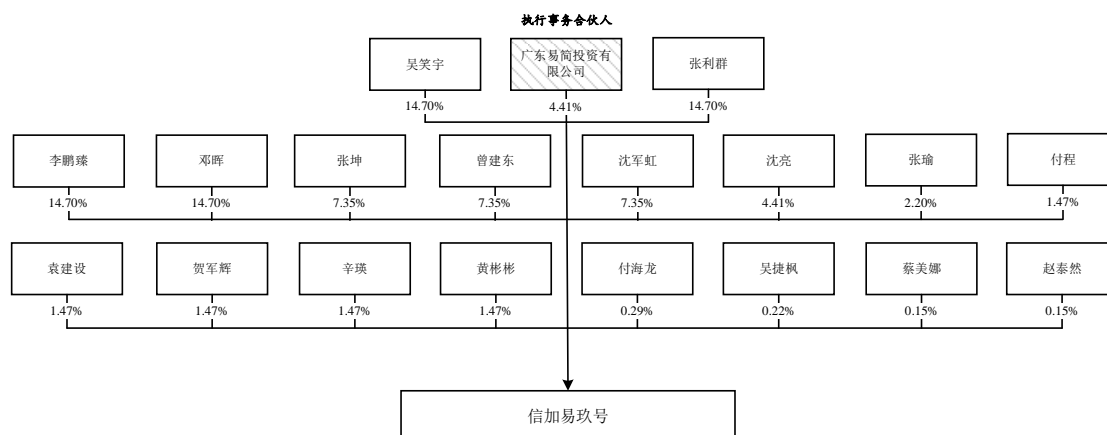 执行事务合伙人
吴笑宇
广东易简投资有
限公司
张利群
14.70%
4.41%
14.70%
李鹏臻
邓晖
张坤
曾建东
沈军虹
沈亮
张瑜
付程
14.70%
14.70%
7.35%
7.35%
7.35%
4.41%
2.20%
1.47%
袁建设
贺军辉
辛瑛
黄彬彬
付海龙
吴捷枫
蔡美娜
赵泰然
1.47%
1.47%
1.47%
1.47%
0.29%
0.22%
0.15%
0.15%
信加易玖号